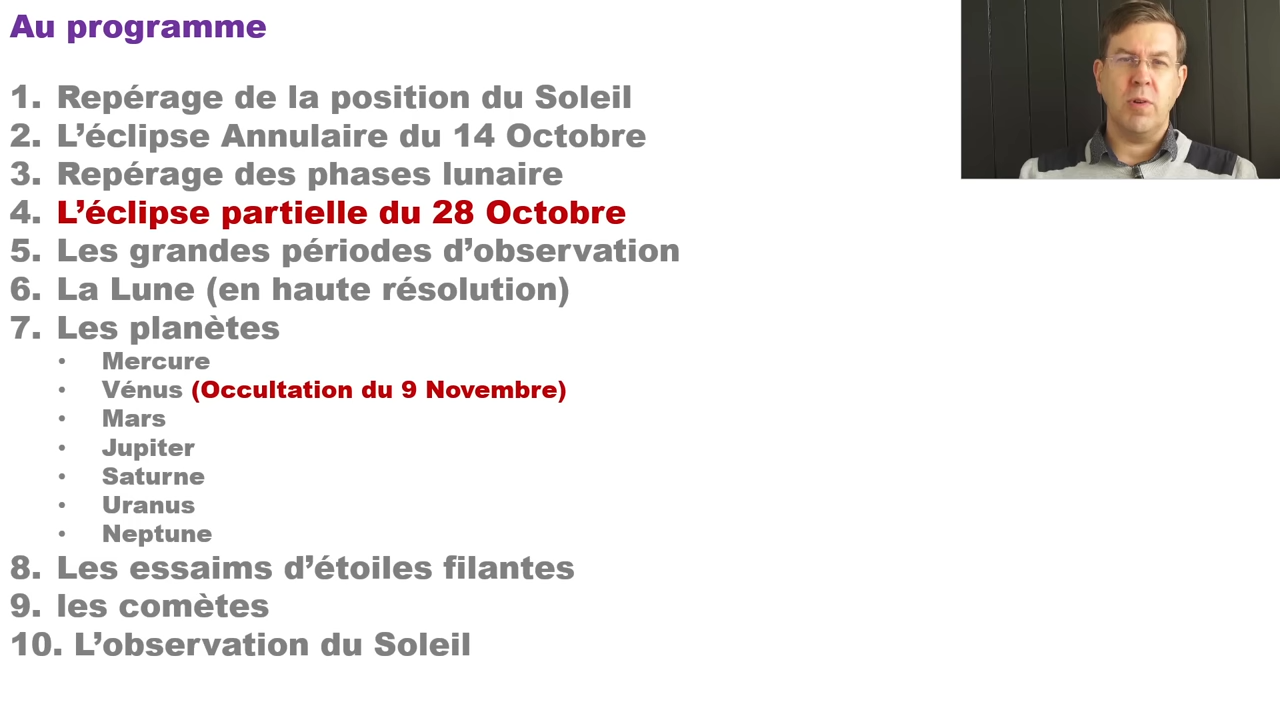 Au programme
1. Repérage de la position du Soleil
2. L’éclipse Annulaire du 14 Octobre
3. Repérage des phases lunaire
4. L’éclipse partielle du 28 Octobre
5. Les grandes périodes d’observation
6. La Lune (en haute résolution)
7. Les planètes
• Mercure
• Vénus (Occultation du 9 Novembre)
• Mars
• Jupiter
• Saturne
• Uranus
• Neptune
8. Les essaims d’étoiles filantes
9. les comètes
10. L’observation du Soleil